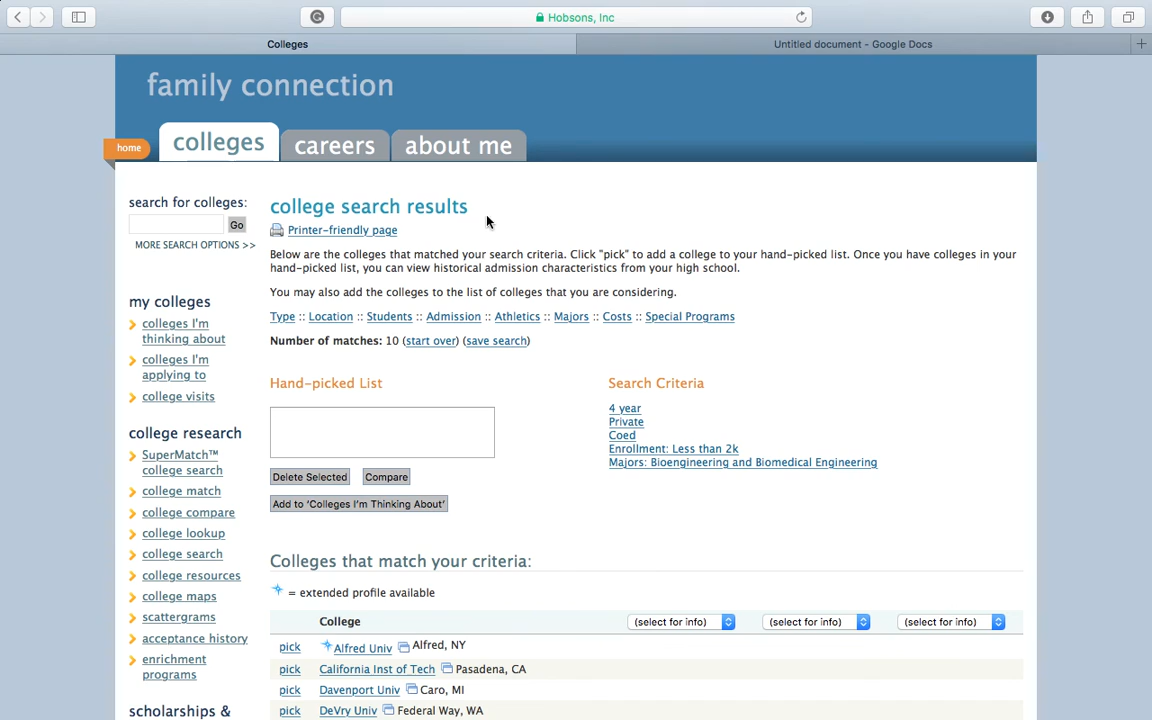 Hobsons, Inc
Colleges
Untitled document - Google Docs
family connection
home
colleges
careers
about me
search for colleges:
Go
MORE SEARCH OPTIONS >>
my colleges
colleges I'm
thinking about
colleges I'm
applying to
college visits
college research
SuperMatch™
college search
college match
college compare
college lookup
college search
college resources
college maps
scattergrams
acceptance history
enrichment
programs
scholarships &
college search results
Printer-friendly page
Below are the colleges that matched your search criteria. Click "pick" to add a college to your hand-picked list. Once you have colleges in your
hand-picked list, you can view historical admission characteristics from your high school.
You may also add the colleges to the list of colleges that you are considering.
Type :: Location :: Students :: Admission :: Athletics :: Majors :: Costs :: Special Programs
Number of matches: 10 (start over) (save search)
Hand-picked List
Delete Selected Compare
Add to 'Colleges I'm Thinking About'
Search Criteria
4 year
Private
Coed
Enrollment: Less than 2k
Majors: Bioengineering and Biomedical Engineering
Colleges that match your criteria:
= extended profile available
College (select for info) (select for info) (select for info)
pick Alfred Univ Alfred, NY
pick California Inst of Tech Pasadena, CA
pick Davenport Univ Caro, MI
pick DeVry Univ Federal Way, WA